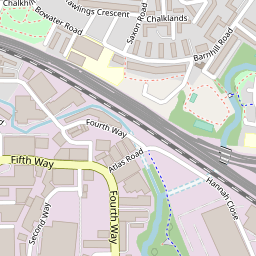 Chalkhill
Rawlings Crescent
Bowater Road
Saxon Road
Chalklands
Barnhill Road
Fourth Way
Fifth Way
Atlas Road
Hannah Close
Fourth Way
Second Way